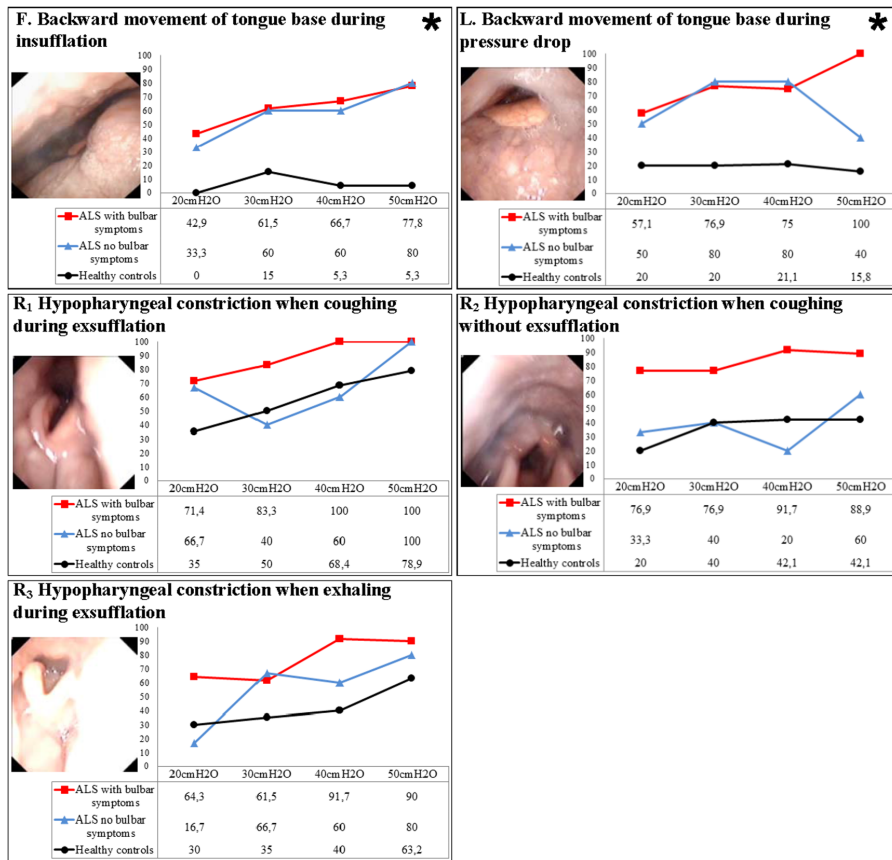 F. Backward movement of tongue base during
insufflation
*
100
90
80
70
60
50
40
30
20
10
0
20cmH2O 30cmH2O 40cmH2O 50cmH2O
ALS with bulbar
symptoms
42,9 61,5 66,7 77,8
ALS no bulbar
symptoms
33,3 60 60 80
Healthy controls 0 15 5,3 5,3
L. Backward movement of tongue base during
pressure drop
*
100
90
80
70
60
50
40
30
20
10
0
20cmH2O 30cmH2O 40cmH2O 50cmH2O
ALS with bulbar
symptoms
57,1 76,9 75 100
ALS no bulbar
symptoms
50 80 80 40
Healthy controls 20 20 21,1 15,8
R1 Hypopharyngeal constriction when coughing
during exsufflation
100
90
80
70
60
50
40
30
20
10
0
20cmH2O 30cmH2O 40cmH2O 50cmH2O
ALS with bulbar
symptoms
71,4 83,3 100 100
ALS no bulbar
symptoms
66,7 40 60 100
Healthy controls 35 50 68,4 78,9
R2 Hypopharyngeal constriction when coughing
without exsufflation
100
90
80
70
60
50
40
30
20
10
0
20cmH2O 30cmH2O 40cmH2O 50cmH2O
ALS with bulbar
symptoms
76,9 76,9 91,7 88,9
ALS no bulbar
symptoms
33,3 40 20 60
Healthy controls 20 40 42,1 42,1
R3 Hypopharyngeal constriction when exhaling
during exsufflation
100
90
80
70
60
50
40
30
20
10
0
20cmH2O 30cmH2O 40cmH2O 50cmH2O
ALS with bulbar
symptoms
64,3 61,5 91,7 90
ALS no bulbar
symptoms
16,7 66,7 60 80
Healthy controls 30 35 40 63,2